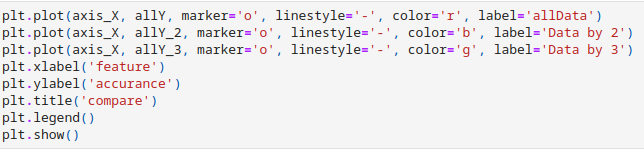 plt.plot(axis_X, allY, marker='o', linestyle='-', color='r', label='allData')
plt.plot(axis_X, allY_2, marker='o', linestyle='-', color='b', label='Data by 2')
plt.plot(axis_X, allY_3, marker='o', linestyle='-', color='g', label='Data by 3')
plt.xlabel('feature')
plt.ylabel('accurance')
plt.title('compare')
plt.legend()
plt.show()